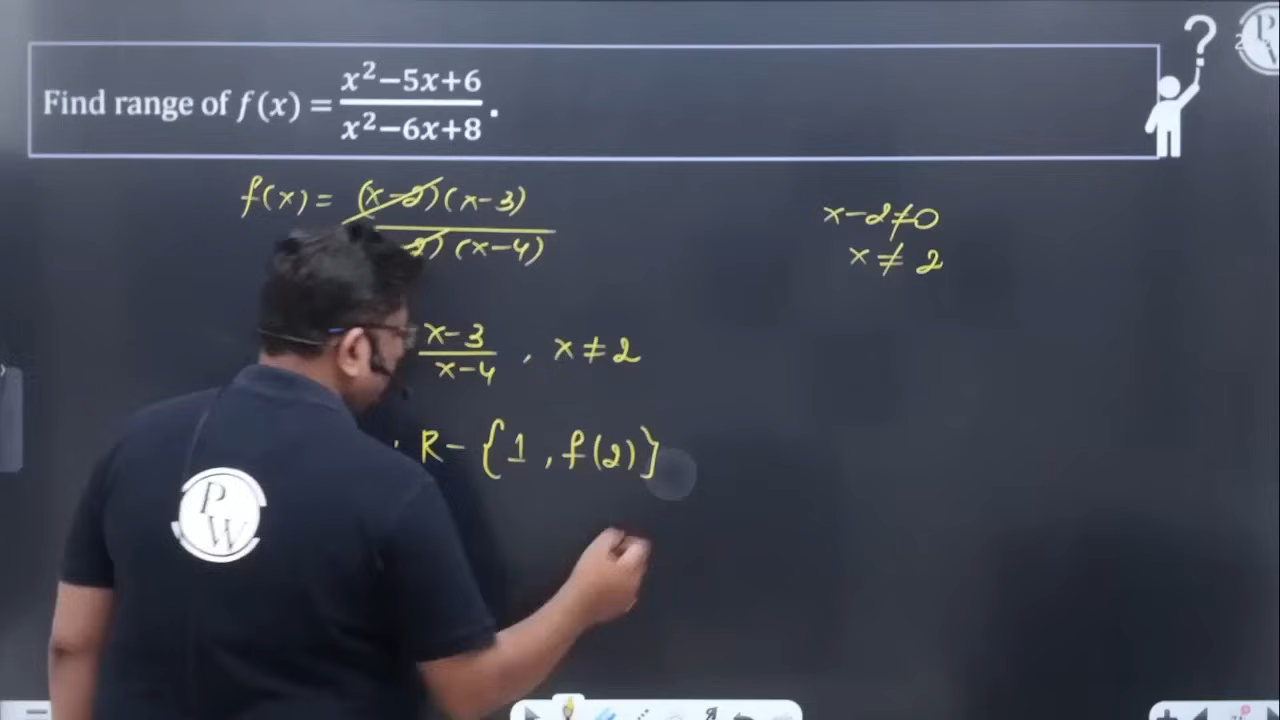 Find range of f(x) = x²−5x+6 / x²−6x+8 .
?
f(x) = (x-2)(x-3)
2) (x-4)
x-2≠0
x ≠ 2
x-3 / x-4 , x ≠ 2
R - {1, f(2)}
P
W